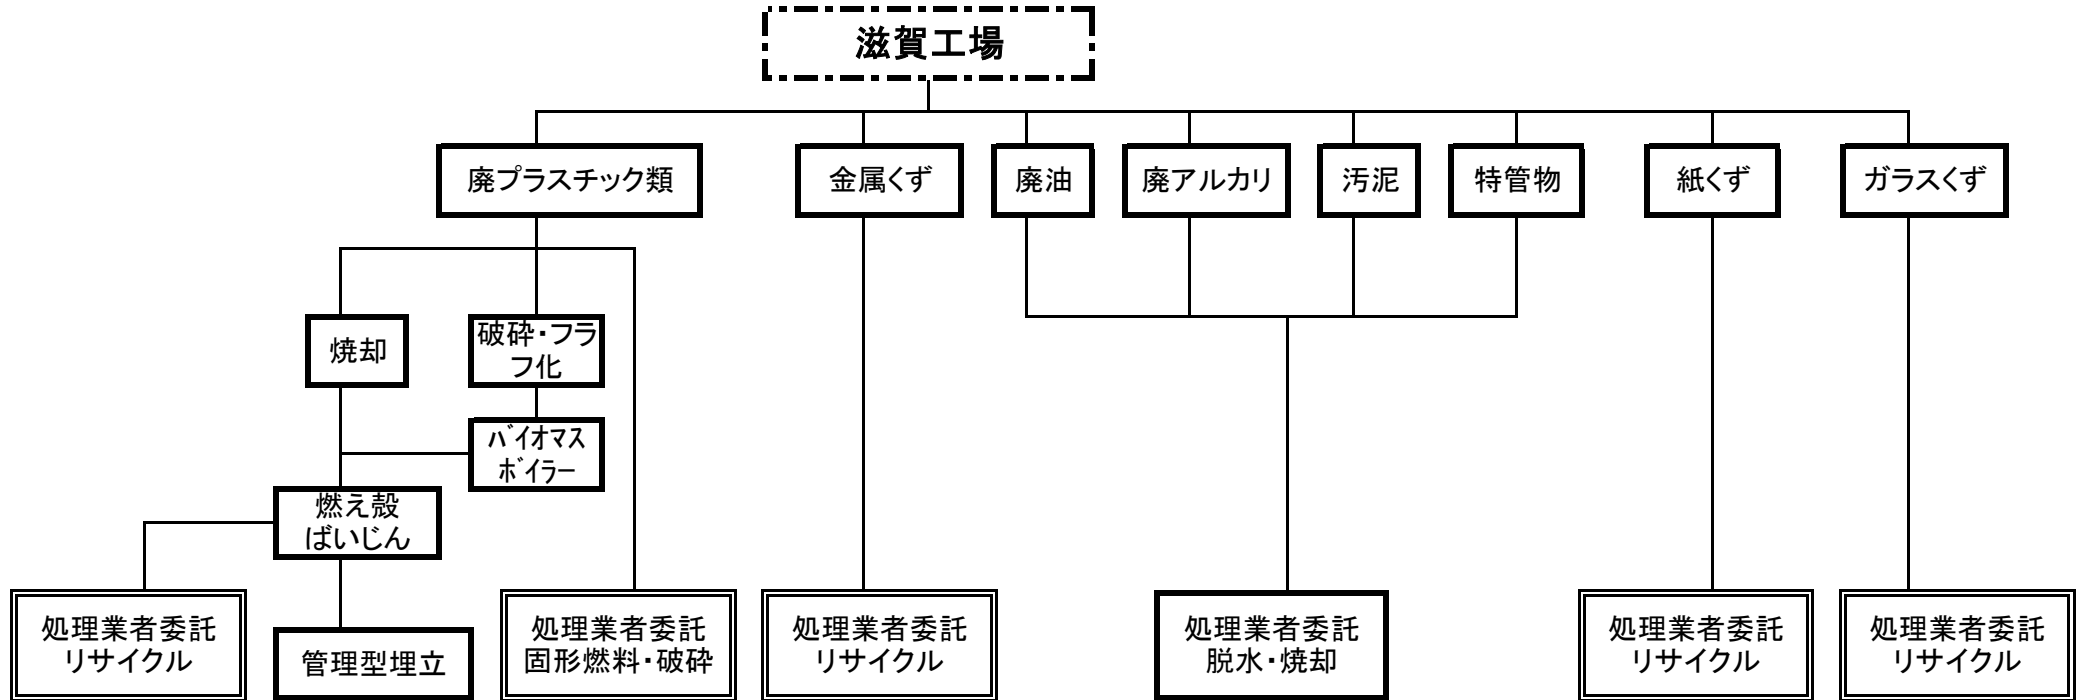 滋賀工場
廃プラスチック類
金属くず
廃油
廃アルカリ
汚泥
特管物
紙くず
ガラスくず
焼却
破砕・フラ
フ化
ﾊﾞｲｵﾏｽ
ﾎﾞｲﾗｰ
燃え殻
ばいじん
処理業者委託
リサイクル
管理型埋立
処理業者委託
固形燃料・破砕
処理業者委託
リサイクル
処理業者委託
脱水・焼却
処理業者委託
リサイクル
処理業者委託
リサイクル